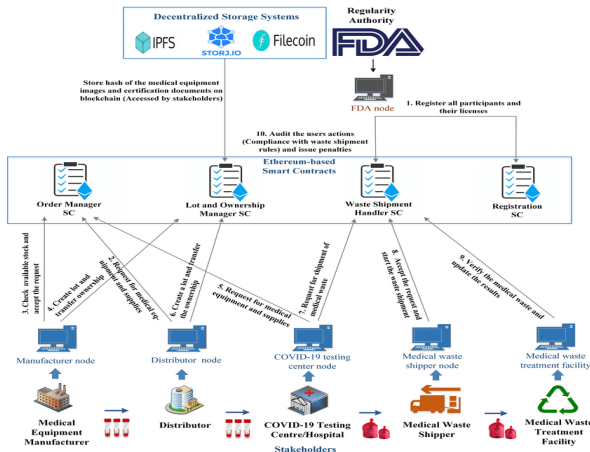 Decentralized Storage Systems
IPFS
STORJ.IO
Filecoin
Regularity
Authority
FDA
FDA node
Store hash of the medical equipment
images and certification documents on
blockchain (Accessed by stakeholders)
1. Register all participants and
their licenses
10. Audit the users actions
(Compliance with waste shipment
rules) and issue penalties
Ethereum-based
Smart Contracts
Order Manager
SC
Lot and Ownership
Manager SC
Waste Shipment
Handler SC
Registration
SC
3. Check available stock and
accept the request
4. Create lot and
transfer ownership
2. Request for medical eq-
uipment and supplies
6. Create a lot and transfer
the ownership
5. Request for medical
equipment and supplies
7. Request for shipment of
medical waste
8. Accept the request and
start the waste shipment
9. Verify the medical waste and
update the results
Manufacturer node
Distributor node
COVID-19 testing
center node
Medical waste
shipper node
Medical waste
treatment facility
Medical
Equipment
Manufacturer
Distributor
COVID-19 Testing
Centre/Hospital
Medical Waste
Shipper
Medical Waste
Treatment
Facility
Stakeholders